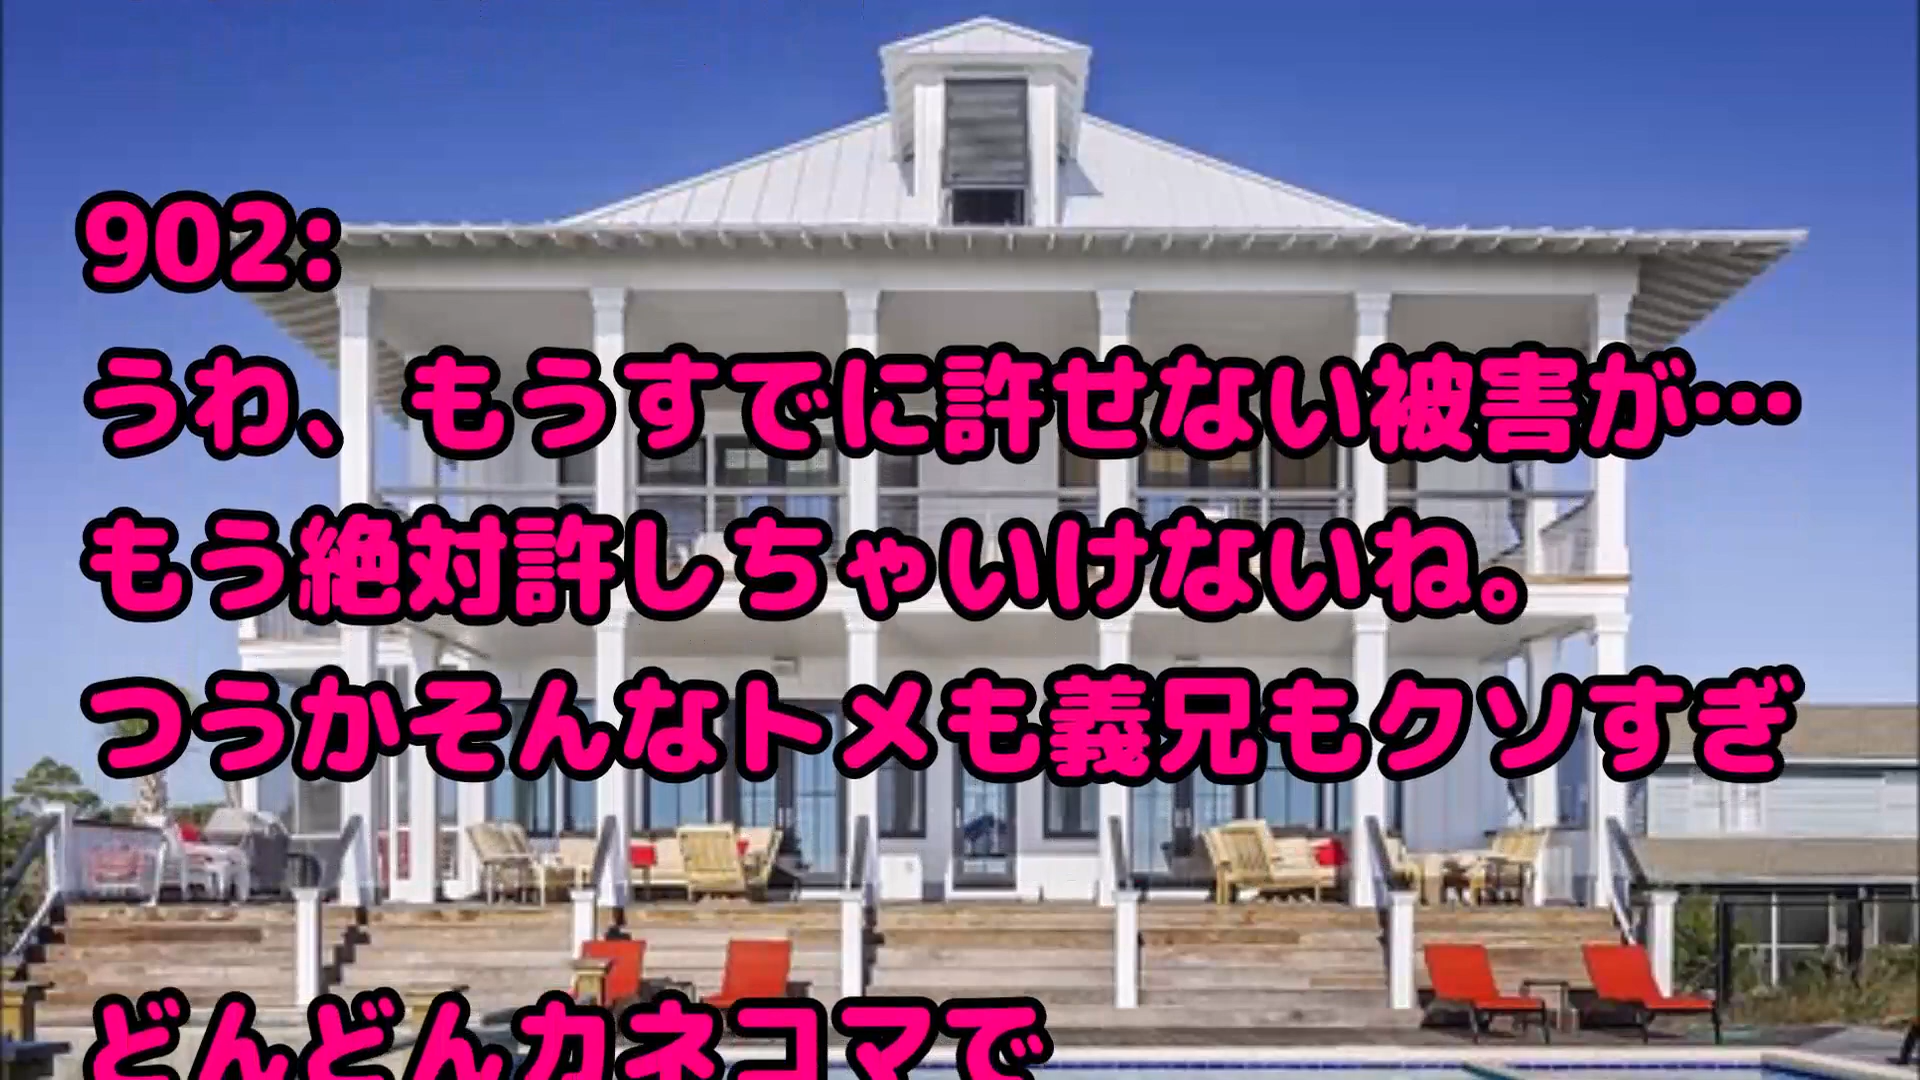 902:
うわ、もうすでに許せない被害が…
もう絶対許しちゃいけないね。
つうかそんなトメも義兄もクソすぎ
どんどんカネコマで